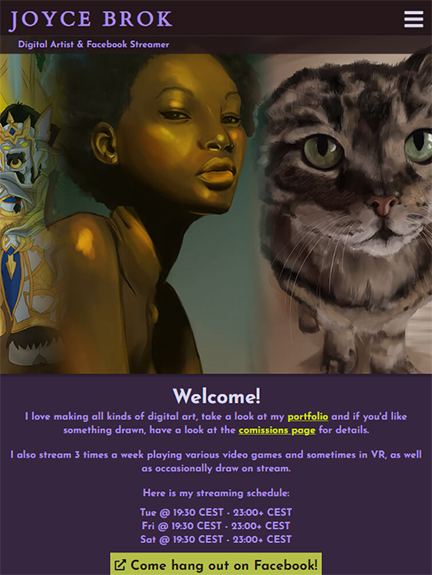 JOYCE BROK
Digital Artist & Facebook Streamer
Welcome!
I love making all kinds of digital art, take a look at my portfolio and if you'd like
something drawn, have a look at the comissions page for details.
I also stream 3 times a week playing various video games and sometimes in VR, as well
as occasionally draw on stream.
Here is my streaming schedule:
Tue @ 19:30 CEST - 23:00+ CEST
Fri @ 19:30 CEST - 23:00+ CEST
Sat @ 19:30 CEST - 23:00+ CEST
Come hang out on Facebook!